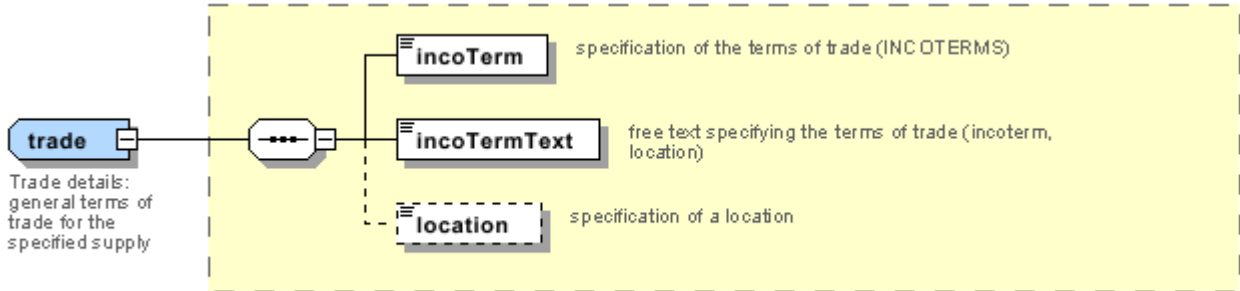 incoTerm
specification of the terms of trade (INCOTERMS)
trade
incoTermText
free text specifying the terms of trade (incoterm,
location)
Trade details:
general terms of
trade for the
specified supply
location
specification of a location